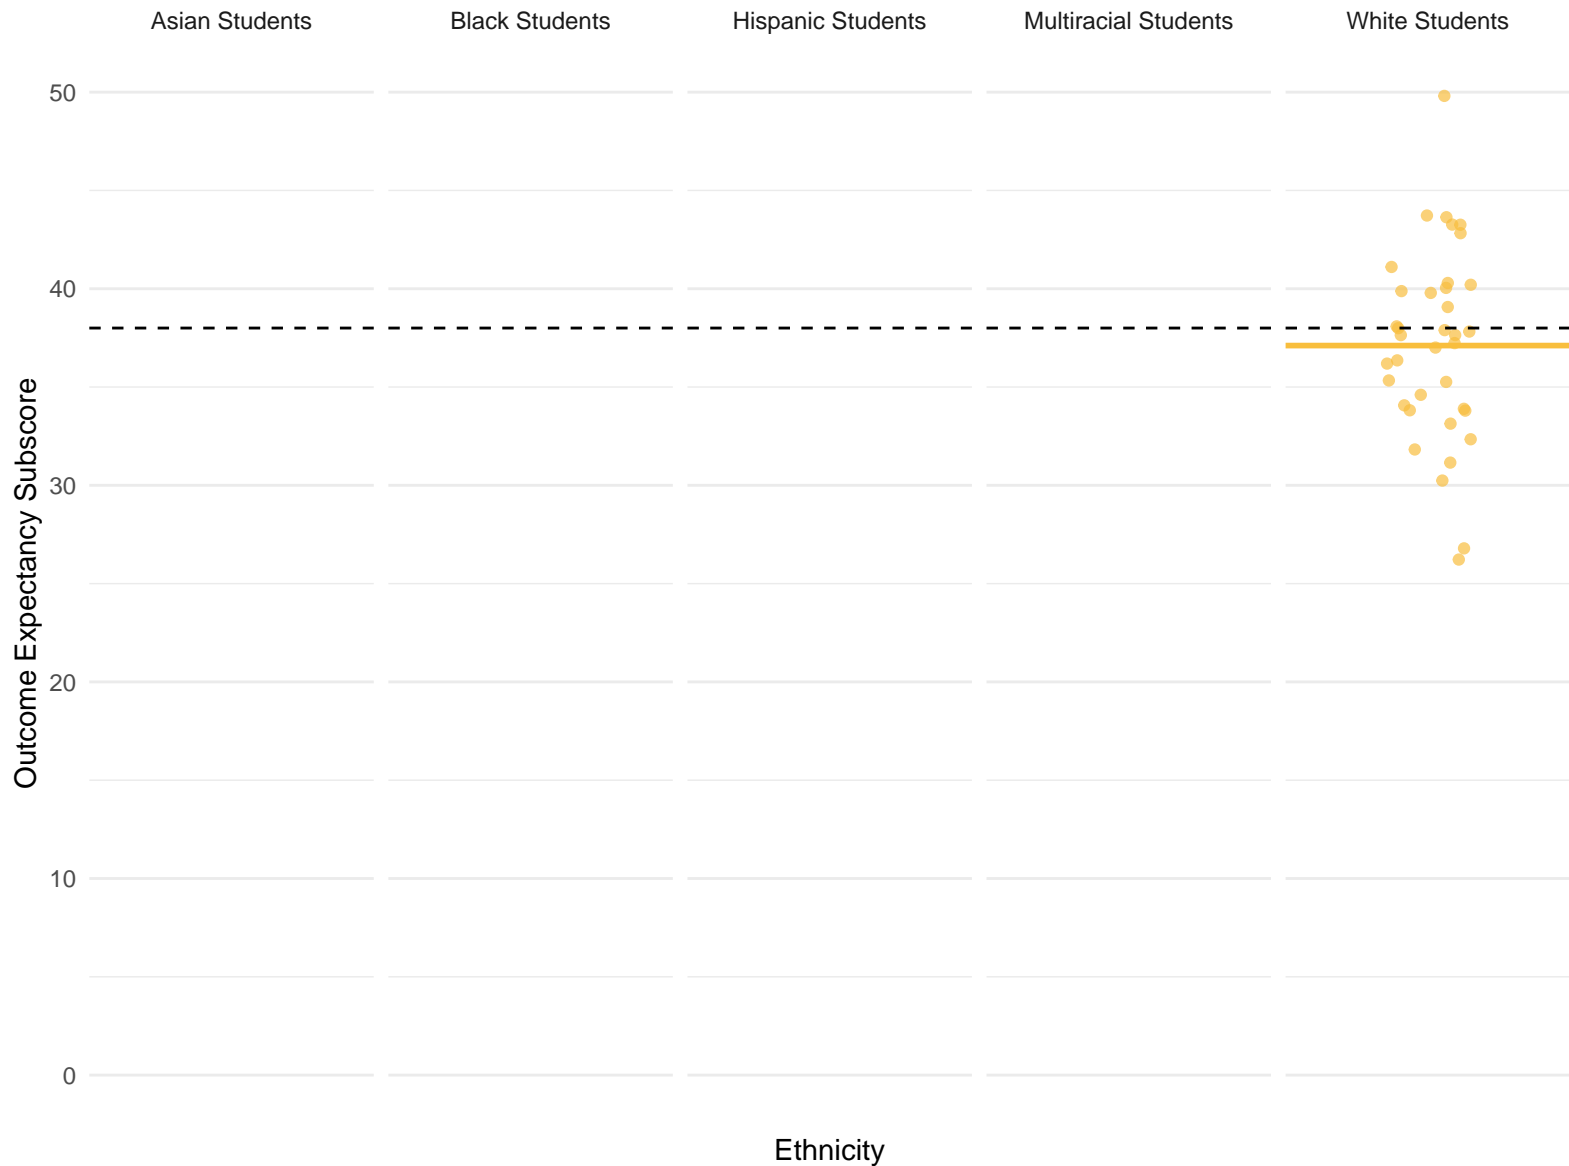 Asian Students
Black Students
Hispanic Students
Multiracial Students
White Students
50
40
30
20
10
0
Outcome Expectancy Subscore
Ethnicity